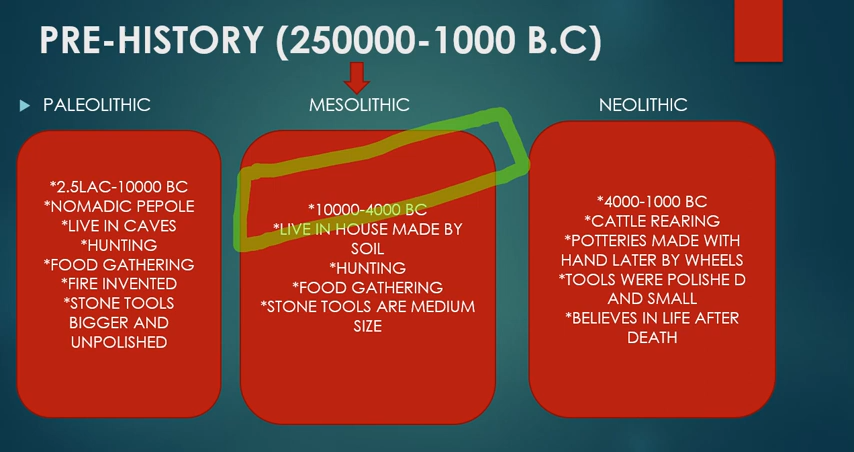 PRE-HISTORY (250000-1000 B.C)
PALEOLITHIC
*2.5LAC-10000 BC
*NOMADIC PEPOLE
*LIVE IN CAVES
*HUNTING
*FOOD GATHERING
*FIRE INVENTED
*STONE TOOLS
BIGGER AND
UNPOLISHED
MESOLITHIC
*10000-4000 BC
*LIVE IN HOUSE MADE BY
SOIL
*HUNTING
*FOOD GATHERING
*STONE TOOLS ARE MEDIUM
SIZE
NEOLITHIC
*4000-1000 BC
*CATTLE REARING
*POTTERIES MADE WITH
HAND LATER BY WHEELS
*TOOLS WERE POLISHE D
AND SMALL
*BELIEVES IN LIFE AFTER
DEATH